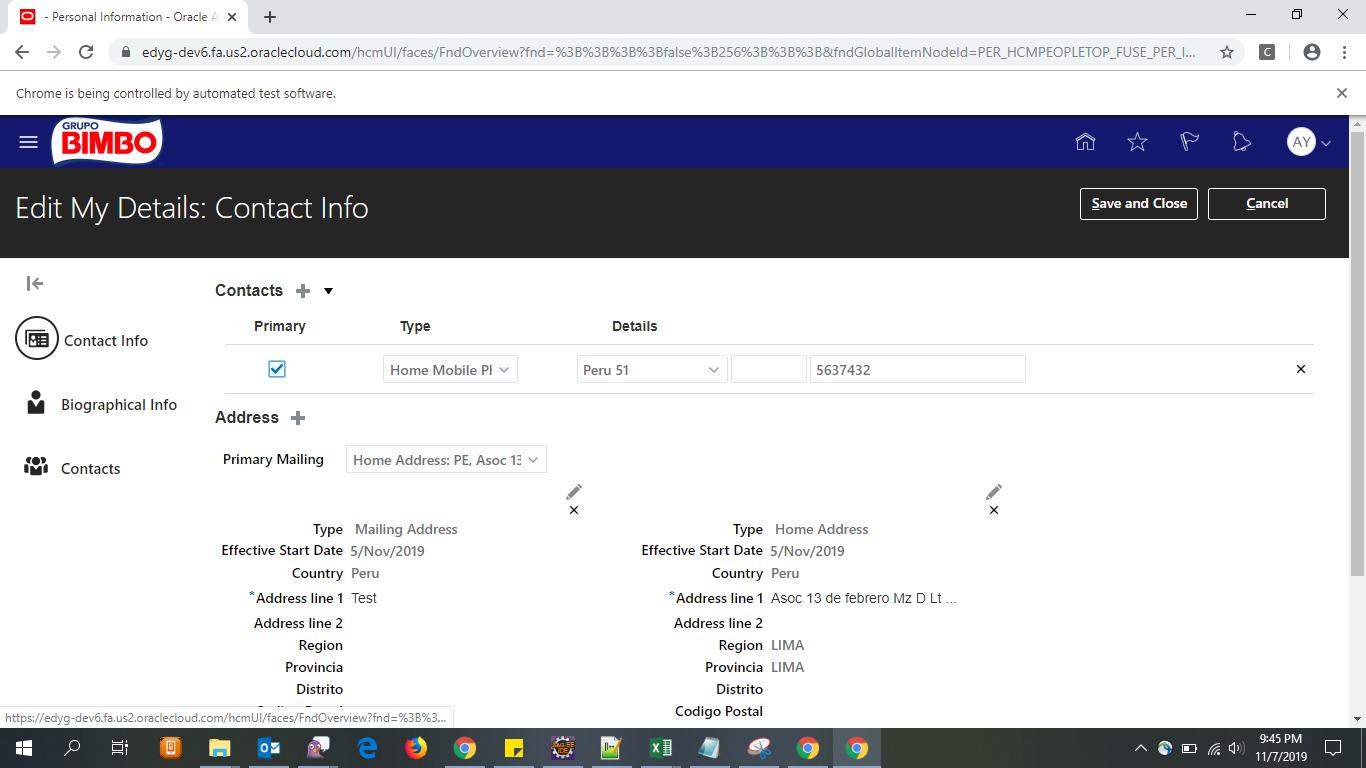 - Personal Information - Oracle A
edyg-dev6.fa.us2.oraclecloud.com/hcmUI/faces/FndOverview?fnd=%3B%3B%3B%3Bfalse%3B256%3B%3B%3B&fndGlobalItemNodeId=PER_HCMPEOPLETOP_FUSE_PER_I...
C
Chrome is being controlled by automated test software.
GRUPO
BIMBO
AY
Edit My Details: Contact Info
Save and Close
Cancel
Contacts
Primary Type Details
Contact Info
Home Mobile Pl
Peru 51
5637432
Biographical Info
Address
Primary Mailing Home Address: PE, Asoc 13
Contacts
Type Mailing Address
Effective Start Date 5/Nov/2019
Country Peru
*Address line 1 Test
Address line 2
Region
Provincia
Distrito
Type Home Address
Effective Start Date 5/Nov/2019
Country Peru
*Address line 1 Asoc 13 de febrero Mz D Lt ...
Address line 2
Region LIMA
Provincia LIMA
Distrito
Codigo Postal
https://edyg-dev6.fa.us2.oraclecloud.com/hcmUI/faces/FndOverview?fnd=%3B%3...
9:45 PM
11/7/2019